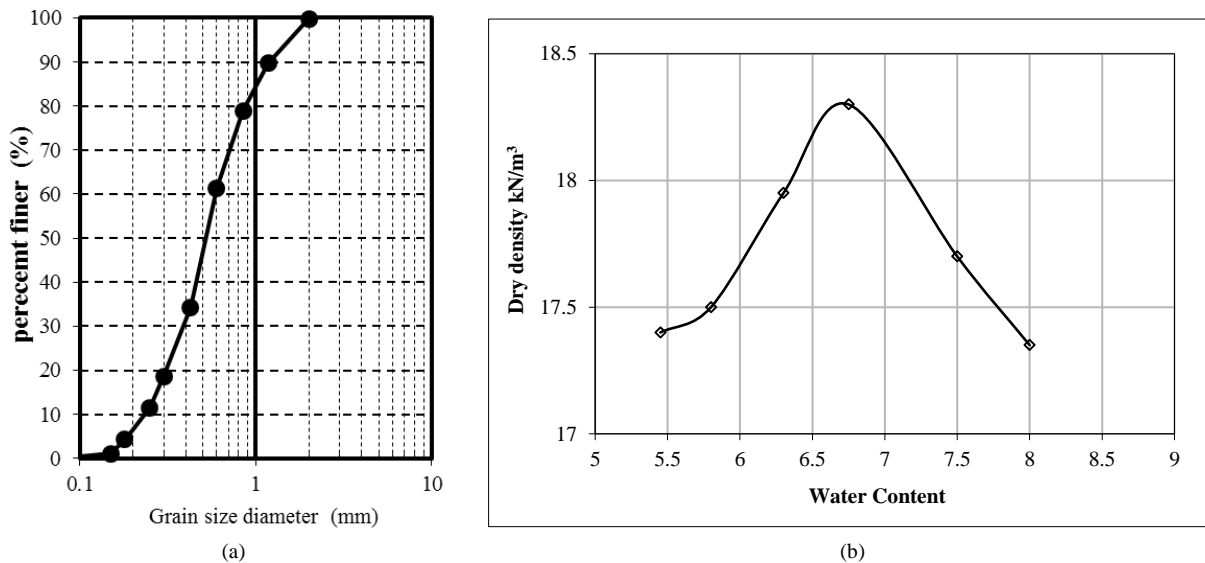 100
90
80
70
60
50
40
30
20
10
0
perecemt finer (%)
0.1 1 10
Grain size diameter (mm)
(a)
18.5
18
17.5
17
Dry density kN/m³
5 5.5 6 6.5 7 7.5 8 8.5 9
Water Content
(b)